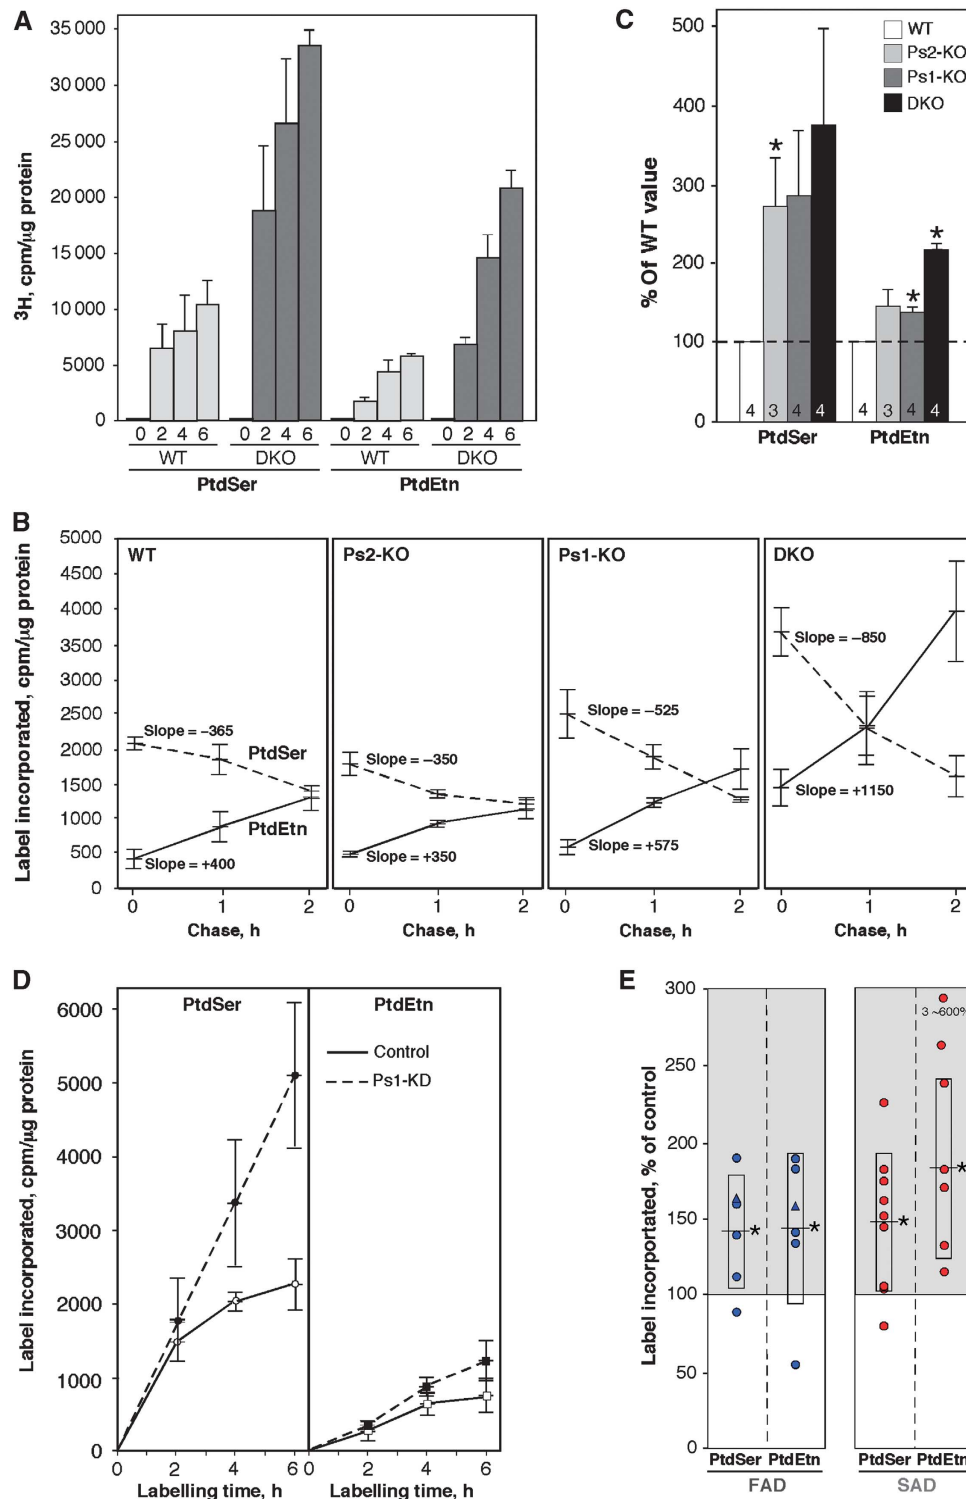 A
³H, cpm/µg protein
35 000
30 000
25 000
20 000
15 000
10 000
5000
0
0 2 4 6 0 2 4 6 0 2 4 6 0 2 4 6
WT DKO WT DKO
PtdSer PtdEtn
C
% Of WT value
500
400
300
200
100
0
WT
Ps2-KO
Ps1-KO
DKO
*
* *
4 3 4 4 4 3 4 4
PtdSer PtdEtn
B
Label incorporated, cpm/µg protein
5000
4500
4000
3500
3000
2500
2000
1500
1000
500
0
WT
Slope = –365
PtdSer
PtdEtn
Slope = +400
0 1 2
Chase, h
Ps2-KO
Slope = –350
Slope = +350
0 1 2
Chase, h
Ps1-KO
Slope = –525
Slope = +575
0 1 2
Chase, h
DKO
Slope = –850
Slope = +1150
0 1 2
Chase, h
D
Label incorporated, cpm/µg protein
6000
5000
4000
3000
2000
1000
0
PtdSer PtdEtn
Control
Ps1-KD
0 2 4 6 0 2 4 6
Labelling time, h Labelling time, h
E
Label incorportated, % of control
300
250
200
150
100
50
0
3 ~600%
* * * *
PtdSer PtdEtn PtdSer PtdEtn
FAD SAD